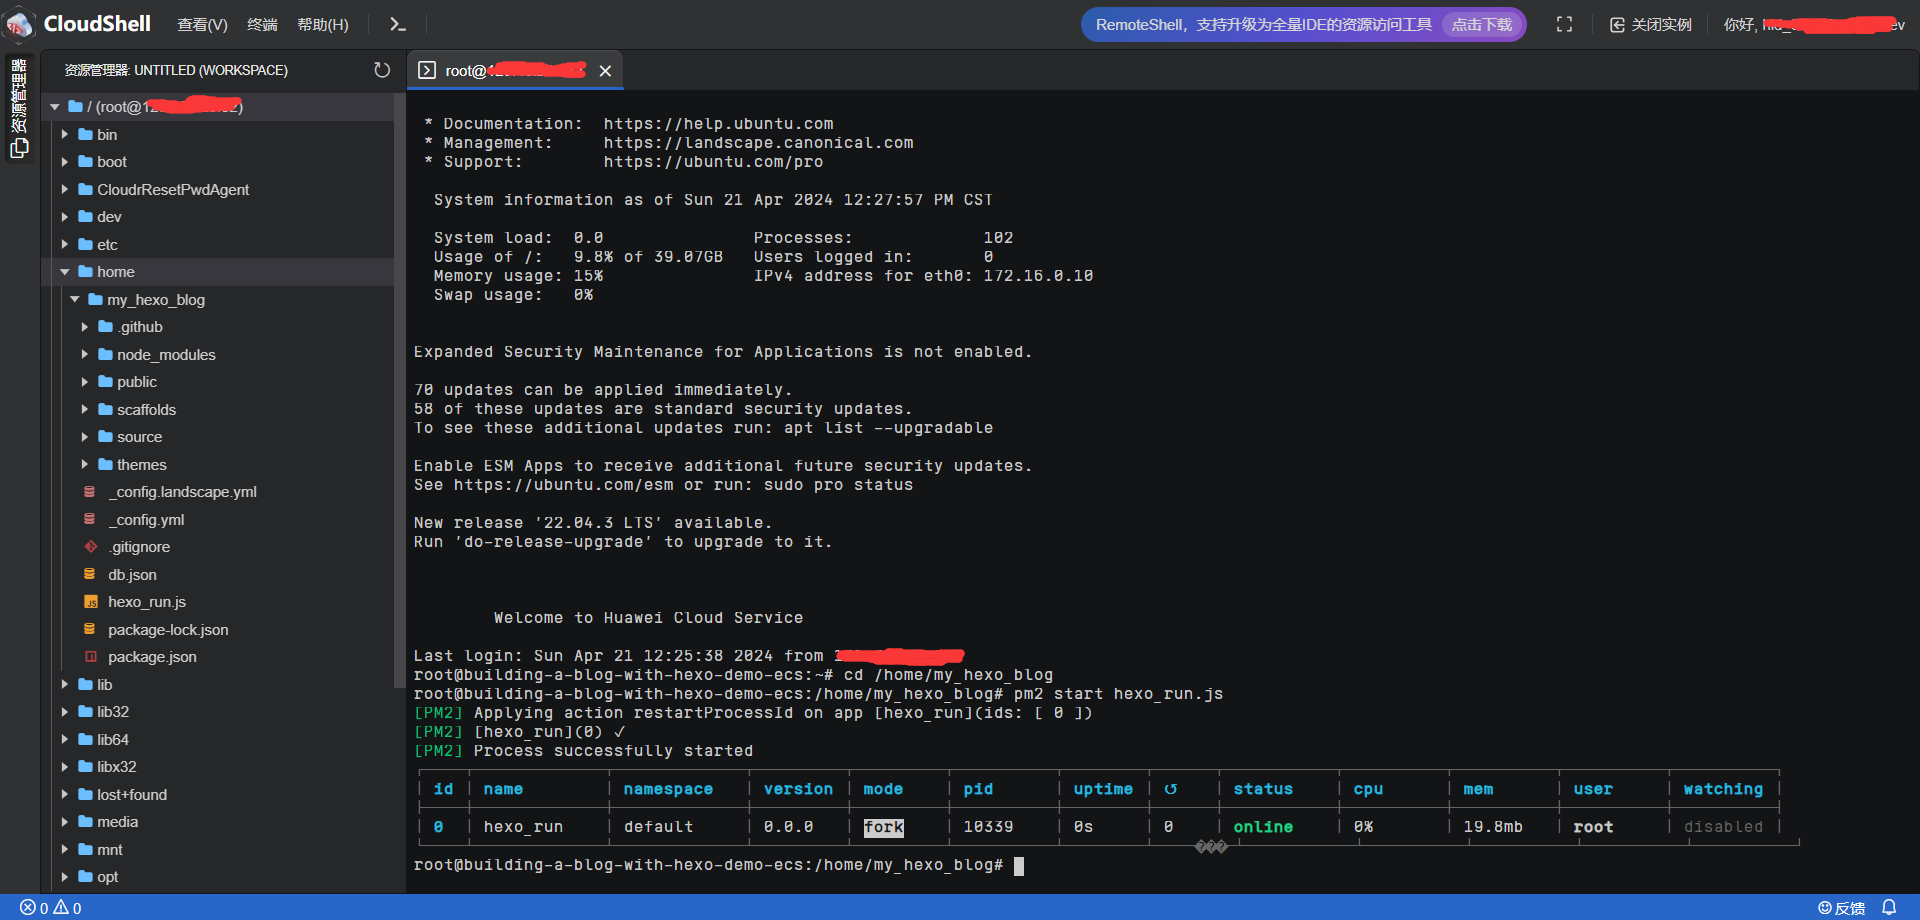 CloudShell 查看(V) 终端 帮助(H) RemoteShell，支持升级为全量IDE的资源访问工具 点击下载 关闭实例 你好,
资源管理器
资源管理器: UNTITLED (WORKSPACE)
/ (root@
bin
boot
CloudrResetPwdAgent
dev
etc
home
my_hexo_blog
.github
node_modules
public
scaffolds
source
themes
_config.landscape.yml
_config.yml
.gitignore
db.json
hexo_run.js
package-lock.json
package.json
lib
lib32
lib64
libx32
lost+found
media
mnt
opt
root@
* Documentation: https://help.ubuntu.com
* Management: https://landscape.canonical.com
* Support: https://ubuntu.com/pro
System information as of Sun 21 Apr 2024 12:27:57 PM CST
System load: 0.0 Processes: 102
Usage of /: 9.8% of 39.07GB Users logged in: 0
Memory usage: 15% IPv4 address for eth0: 172.16.0.10
Swap usage: 0%
Expanded Security Maintenance for Applications is not enabled.
70 updates can be applied immediately.
58 of these updates are standard security updates.
To see these additional updates run: apt list --upgradable
Enable ESM Apps to receive additional future security updates.
See https://ubuntu.com/esm or run: sudo pro status
New release '22.04.3 LTS' available.
Run 'do-release-upgrade' to upgrade to it.
Welcome to Huawei Cloud Service
Last login: Sun Apr 21 12:25:38 2024 from
root@building-a-blog-with-hexo-demo-ecs:~# cd /home/my_hexo_blog
root@building-a-blog-with-hexo-demo-ecs:/home/my_hexo_blog# pm2 start hexo_run.js
[PM2] Applying action restartProcessId on app [hexo_run](ids: [ 0 ])
[PM2] [hexo_run](0) ✓
[PM2] Process successfully started
id name namespace version mode pid uptime ↺ status cpu mem user watching
0 hexo_run default 0.0.0 fork 10339 0s 0 online 0% 19.8mb root disabled
root@building-a-blog-with-hexo-demo-ecs:/home/my_hexo_blog#
0 0 反馈